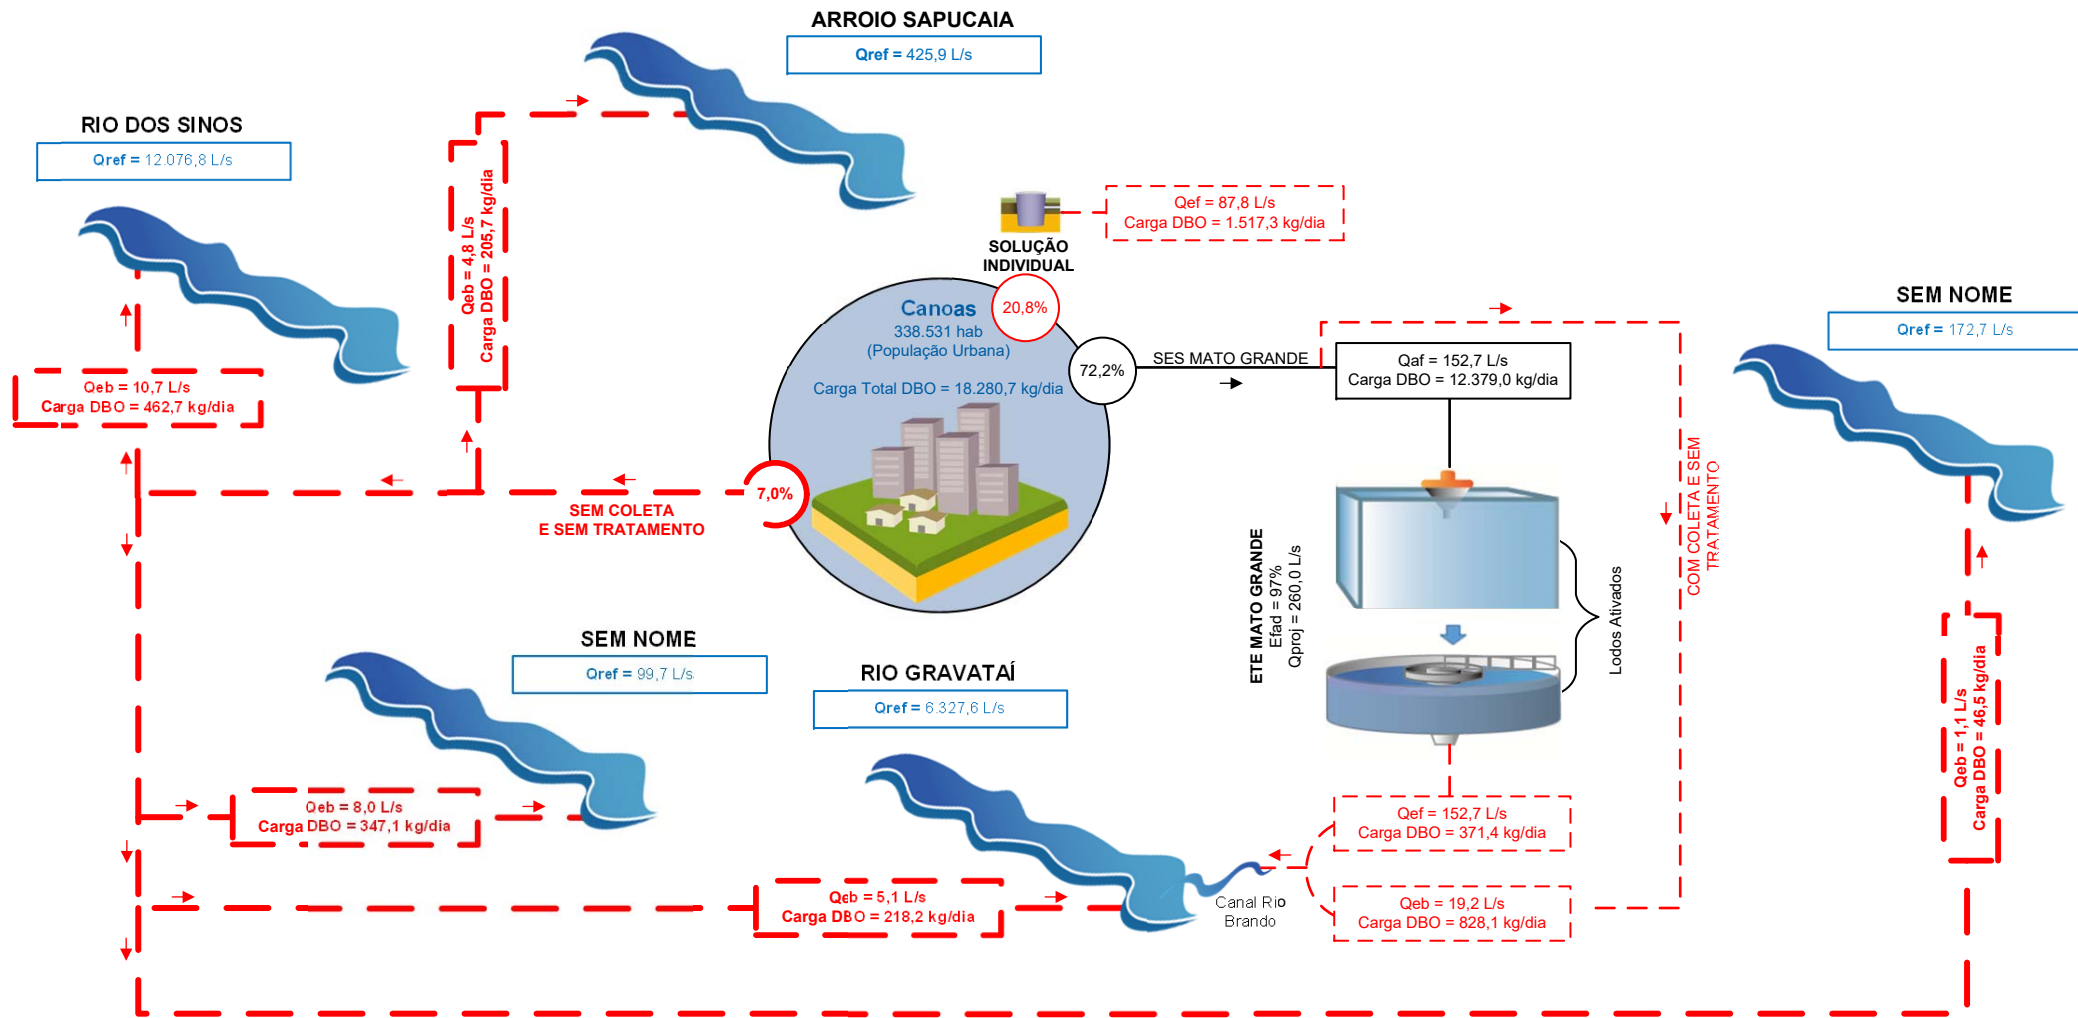 ARROIO SAPUCAIA
Qref = 425,9 L/s
RIO DOS SINOS
Qref = 12.076,8 L/s
Qeb = 4,8 L/s
Carga DBO = 205,7 kg/dia
Qef = 87,8 L/s
Carga DBO = 1.517,3 kg/dia
SOLUÇÃO
INDIVIDUAL
20,8%
Canoas
338.531 hab
(População Urbana)
Carga Total DBO = 18.280,7 kg/dia
72,2%
SES MATO GRANDE
Qaf = 152,7 L/s
Carga DBO = 12.379,0 kg/dia
SEM NOME
Qref = 172,7 L/s
Qeb = 10,7 L/s
Carga DBO = 462,7 kg/dia
7,0%
SEM COLETA
E SEM TRATAMENTO
COM COLETA E SEM
TRATAMENTO
ETE MATO GRANDE
Efad = 97%
Qproj = 260,0 L/s
Lodos Ativados
SEM NOME
Qref = 99,7 L/s
RIO GRAVATAÍ
Qref = 6.327,6 L/s
Qeb = 1,1 L/s
Carga DBO = 46,5 kg/dia
Qeb = 8,0 L/s
Carga DBO = 347,1 kg/dia
Qef = 152,7 L/s
Carga DBO = 371,4 kg/dia
Qeb = 5,1 L/s
Carga DBO = 218,2 kg/dia
Canal Rio
Brando
Qeb = 19,2 L/s
Carga DBO = 828,1 kg/dia